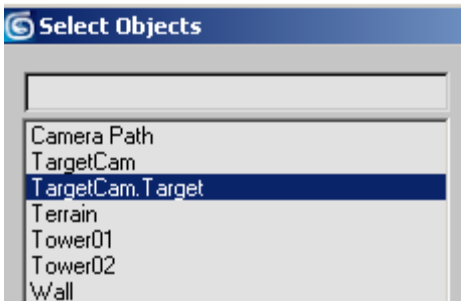 Select Objects
Camera Path
TargetCam
TargetCam.Target
Terrain
Tower01
Tower02
Wall